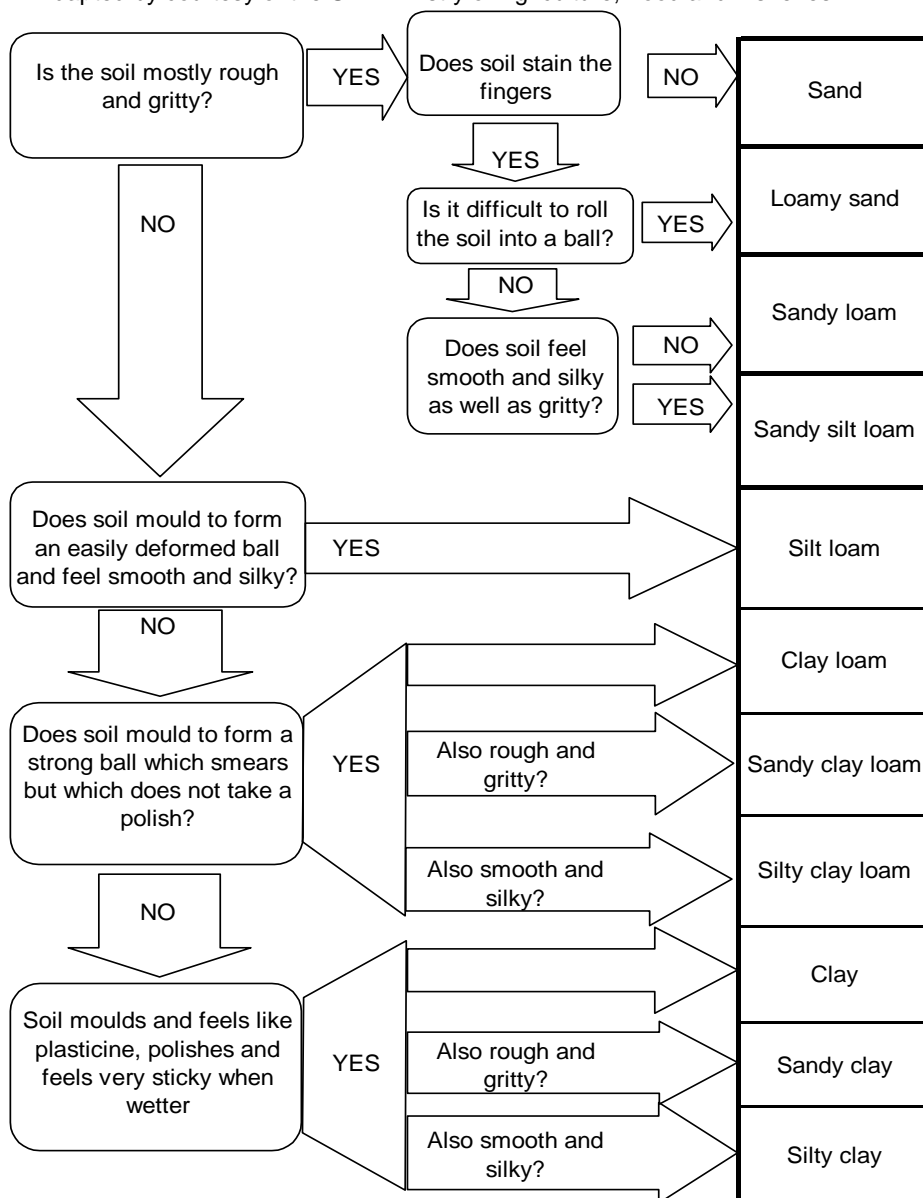 by courtesy of the
Is the soil mostly rough
and gritty?
YES
Does soil stain the
fingers
NO
Sand
YES
NO
Is it difficult to roll
the soil into a ball?
YES
Loamy sand
NO
Does soil feel
smooth and silky
as well as gritty?
NO
Sandy loam
YES
Sandy silt loam
Does soil mould to form
an easily deformed ball
and feel smooth and silky?
YES
Silt loam
NO
Clay loam
Does soil mould to form a
strong ball which smears
but which does not take a
polish?
YES
Also rough and
gritty?
Sandy clay loam
Also smooth and
silky?
Silty clay loam
NO
Clay
Soil moulds and feels like
plasticine, polishes and
feels very sticky when
wetter
YES
Also rough and
gritty?
Sandy clay
Also smooth and
silky?
Silty clay